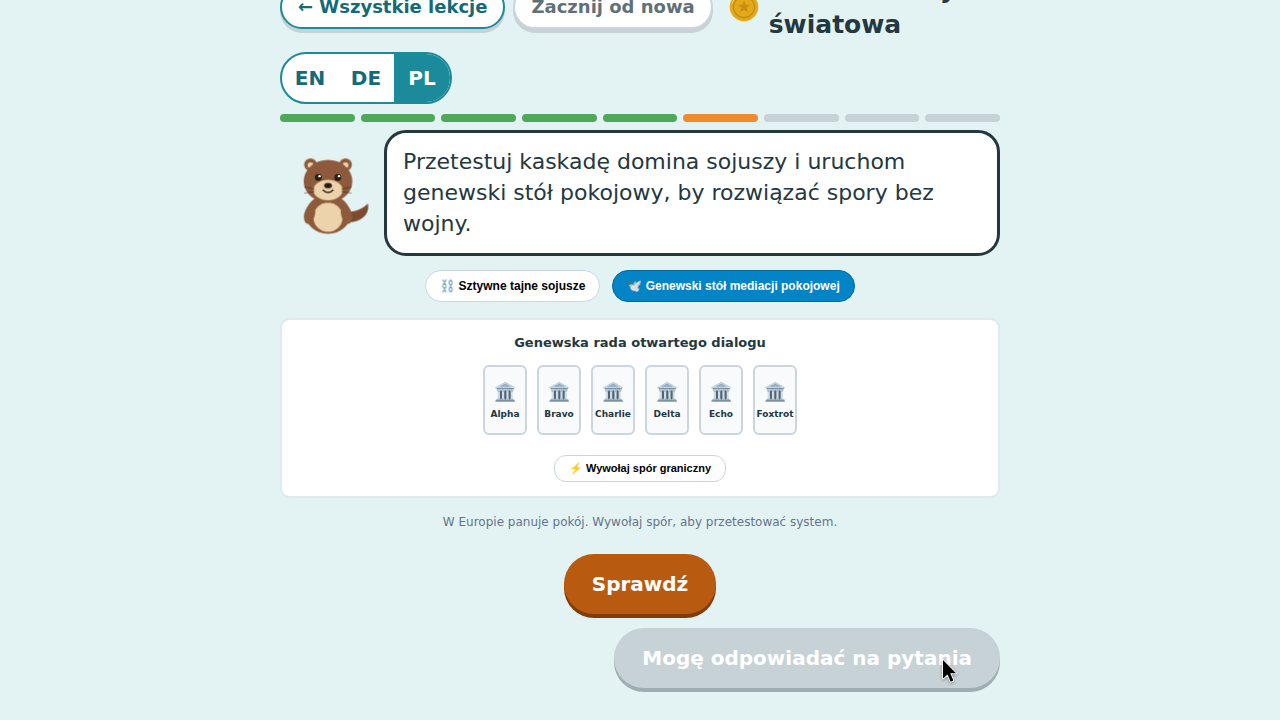 ← Wszystkie lekcje
Zacznij od nowa
światowa
EN DE PL
Przetestuj kaskadę domina sojuszy i uruchom
genewski stół pokojowy, by rozwiązać spory bez
wojny.
⛓️ Sztywne tajne sojusze
🕊️ Genewski stół mediacji pokojowej
Genewska rada otwartego dialogu
Alpha Bravo Charlie Delta Echo Foxtrot
⚡ Wywołaj spór graniczny
W Europie panuje pokój. Wywołaj spór, aby przetestować system.
Sprawdź
Mogę odpowiadać na pytania